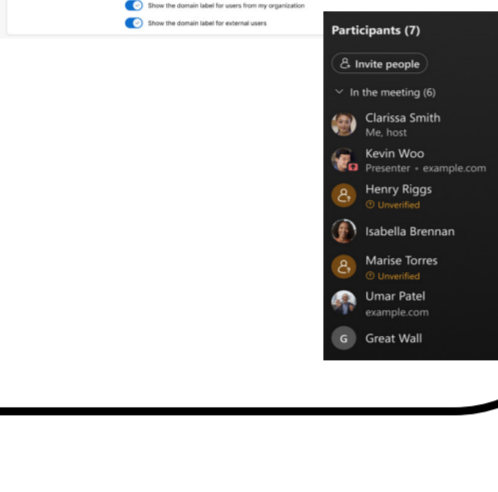 Show the domain label for users from my organization
Show the domain label for external users
Participants (7)
Invite people
In the meeting (6)
Clarissa Smith
Me, host
Kevin Woo
Presenter • example.com
Henry Riggs
Unverified
Isabella Brennan
Marise Torres
Unverified
Umar Patel
example.com
G Great Wall